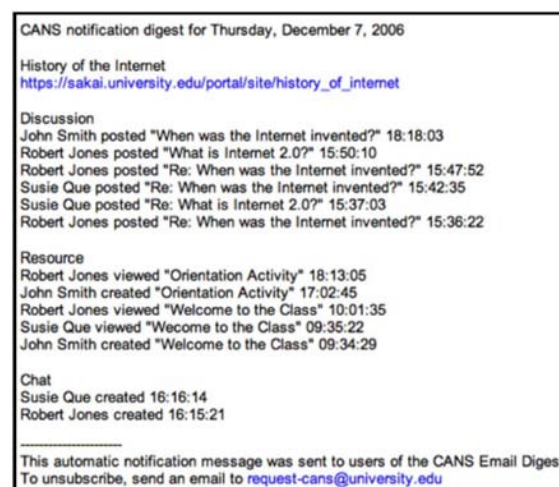 CANS notification digest for Thursday, December 7, 2006
History of the Internet
https://sakai.university.edu/portal/site/history_of_internet
Discussion
John Smith posted "When was the Internet invented?" 18:18:03
Robert Jones posted "What is Internet 2.0?" 15:50:10
Robert Jones posted "Re: When was the Internet invented?" 15:47:52
Susie Que posted "Re: When was the Internet invented?" 15:42:35
Susie Que posted "Re: What is Internet 2.0?" 15:37:03
Robert Jones posted "Re: When was the Internet invented?" 15:36:22
Resource
Robert Jones viewed "Orientation Activity" 18:13:05
John Smith created "Orientation Activity" 17:02:45
Robert Jones viewed "Welcome to the Class" 10:01:35
Susie Que viewed "Wecome to the Class" 09:35:22
John Smith created "Welcome to the Class" 09:34:29
Chat
Susie Que created 16:16:14
Robert Jones created 16:15:21
----------------------
This automatic notification message was sent to users of the CANS Email Diges
To unsubscribe, send an email to request-cans@university.edu